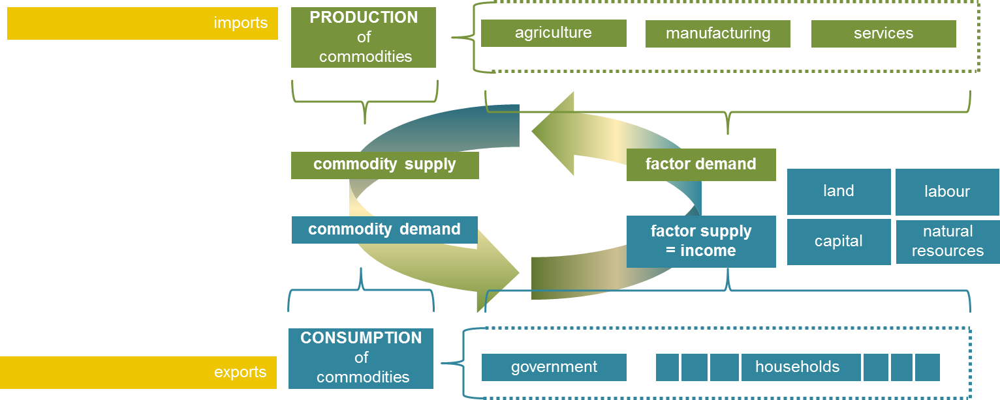 imports
PRODUCTION
of
commodities
agriculture
manufacturing
services
commodity supply
factor demand
commodity demand
factor supply
= income
land
labour
capital
natural
resources
CONSUMPTION
of
commodities
government
households
exports